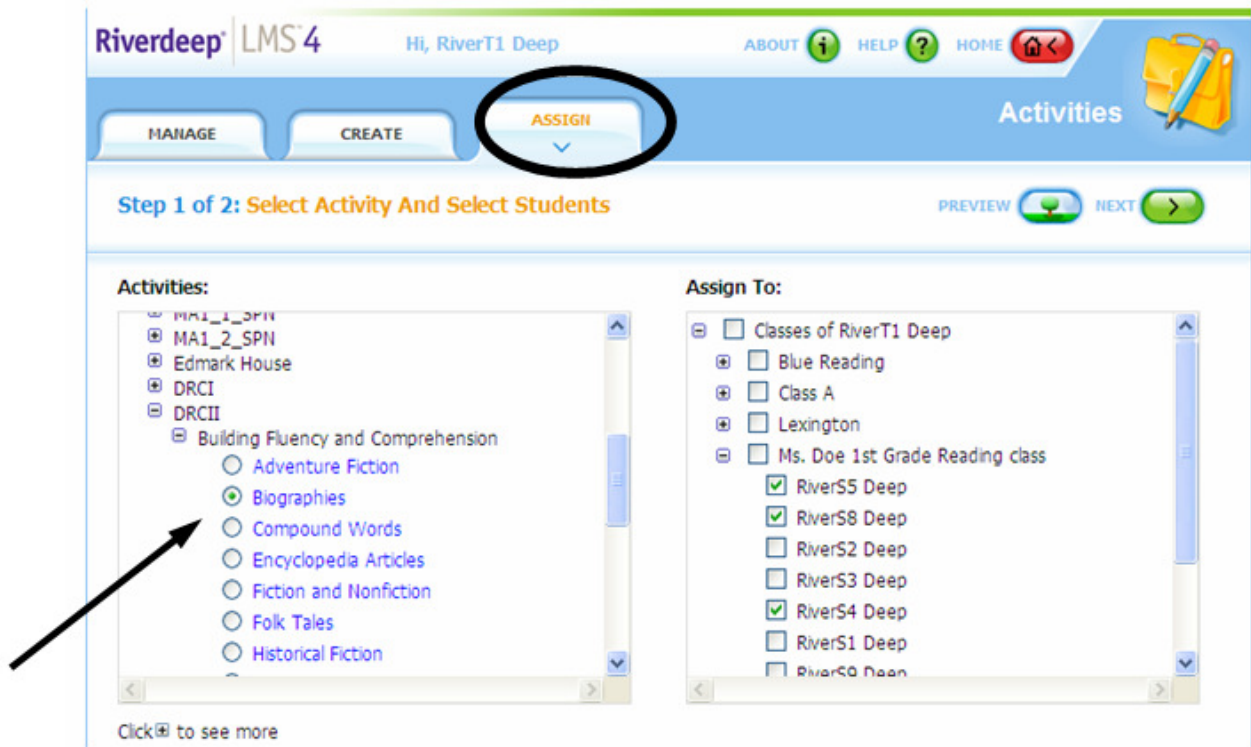 Riverdeep LMS™4
Hi, RiverT1 Deep
ABOUT
HELP
HOME
MANAGE
CREATE
ASSIGN
Activities
Step 1 of 2: Select Activity And Select Students
PREVIEW
NEXT
Activities:
MA1_1_SPN
MA1_2_SPN
Edmark House
DRCI
DRCII
Building Fluency and Comprehension
Adventure Fiction
Biographies
Compound Words
Encyclopedia Articles
Fiction and Nonfiction
Folk Tales
Historical Fiction
Click to see more
Assign To:
Classes of RiverT1 Deep
Blue Reading
Class A
Lexington
Ms. Doe 1st Grade Reading class
RiverS5 Deep
RiverS8 Deep
RiverS2 Deep
RiverS3 Deep
RiverS4 Deep
RiverS1 Deep
RiverS9 Deep